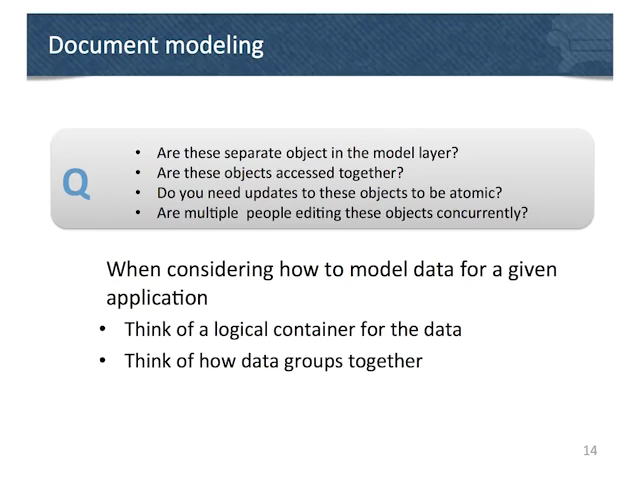 Document modeling
Q
• Are these separate object in the model layer?
• Are these objects accessed together?
• Do you need updates to these objects to be atomic?
• Are multiple people editing these objects concurrently?
When considering how to model data for a given
application
• Think of a logical container for the data
• Think of how data groups together
14